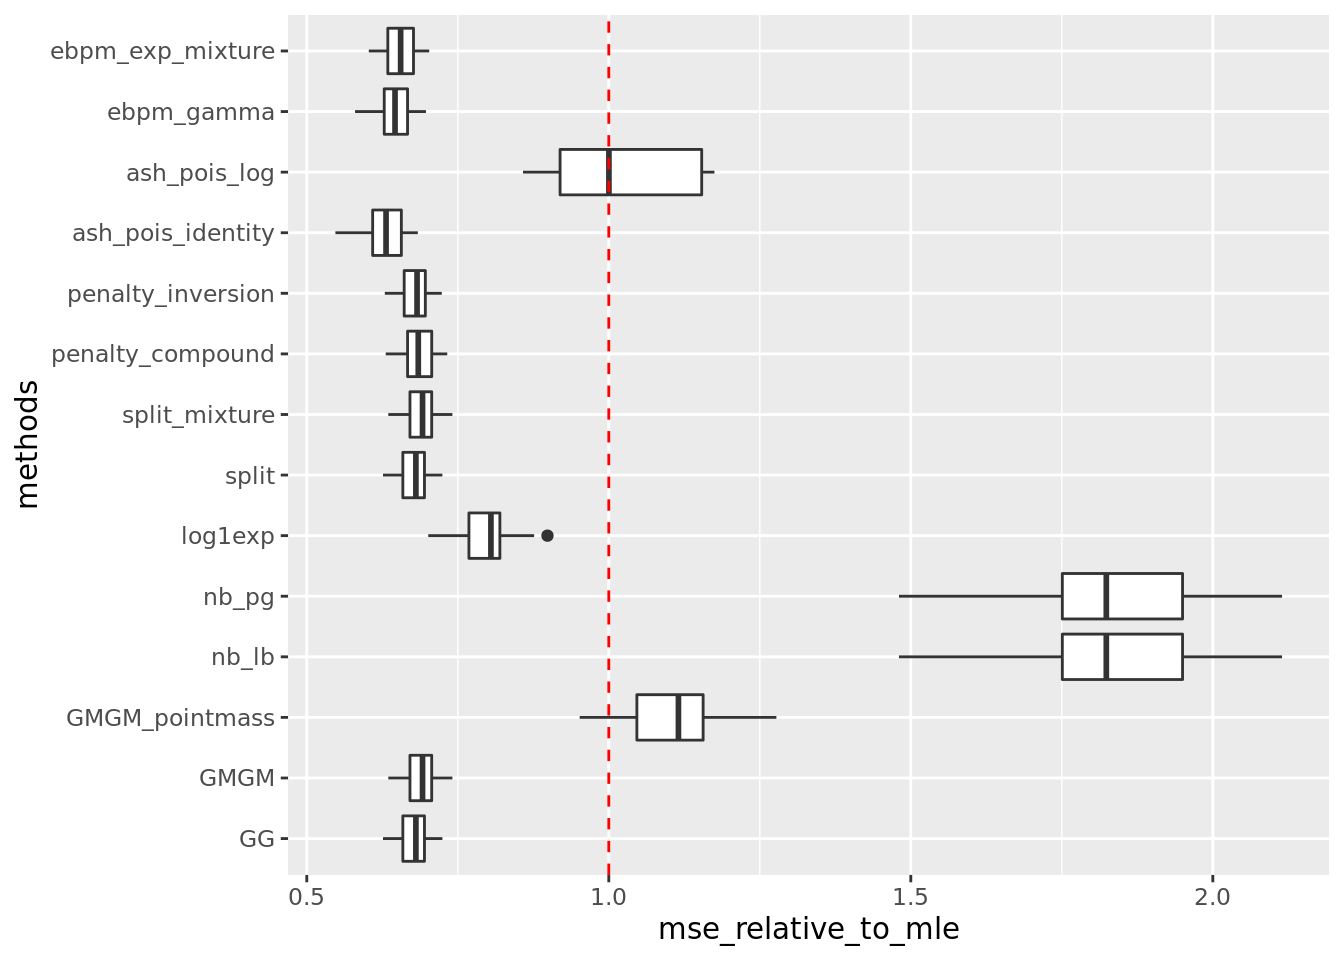 ebpm_exp_mixture
ebpm_gamma
ash_pois_log
ash_pois_identity
penalty_inversion
penalty_compound
split_mixture
split
log1exp
nb_pg
nb_lb
GMGM_pointmass
GMGM
GG
methods
0.5 1.0 1.5 2.0
mse_relative_to_mle